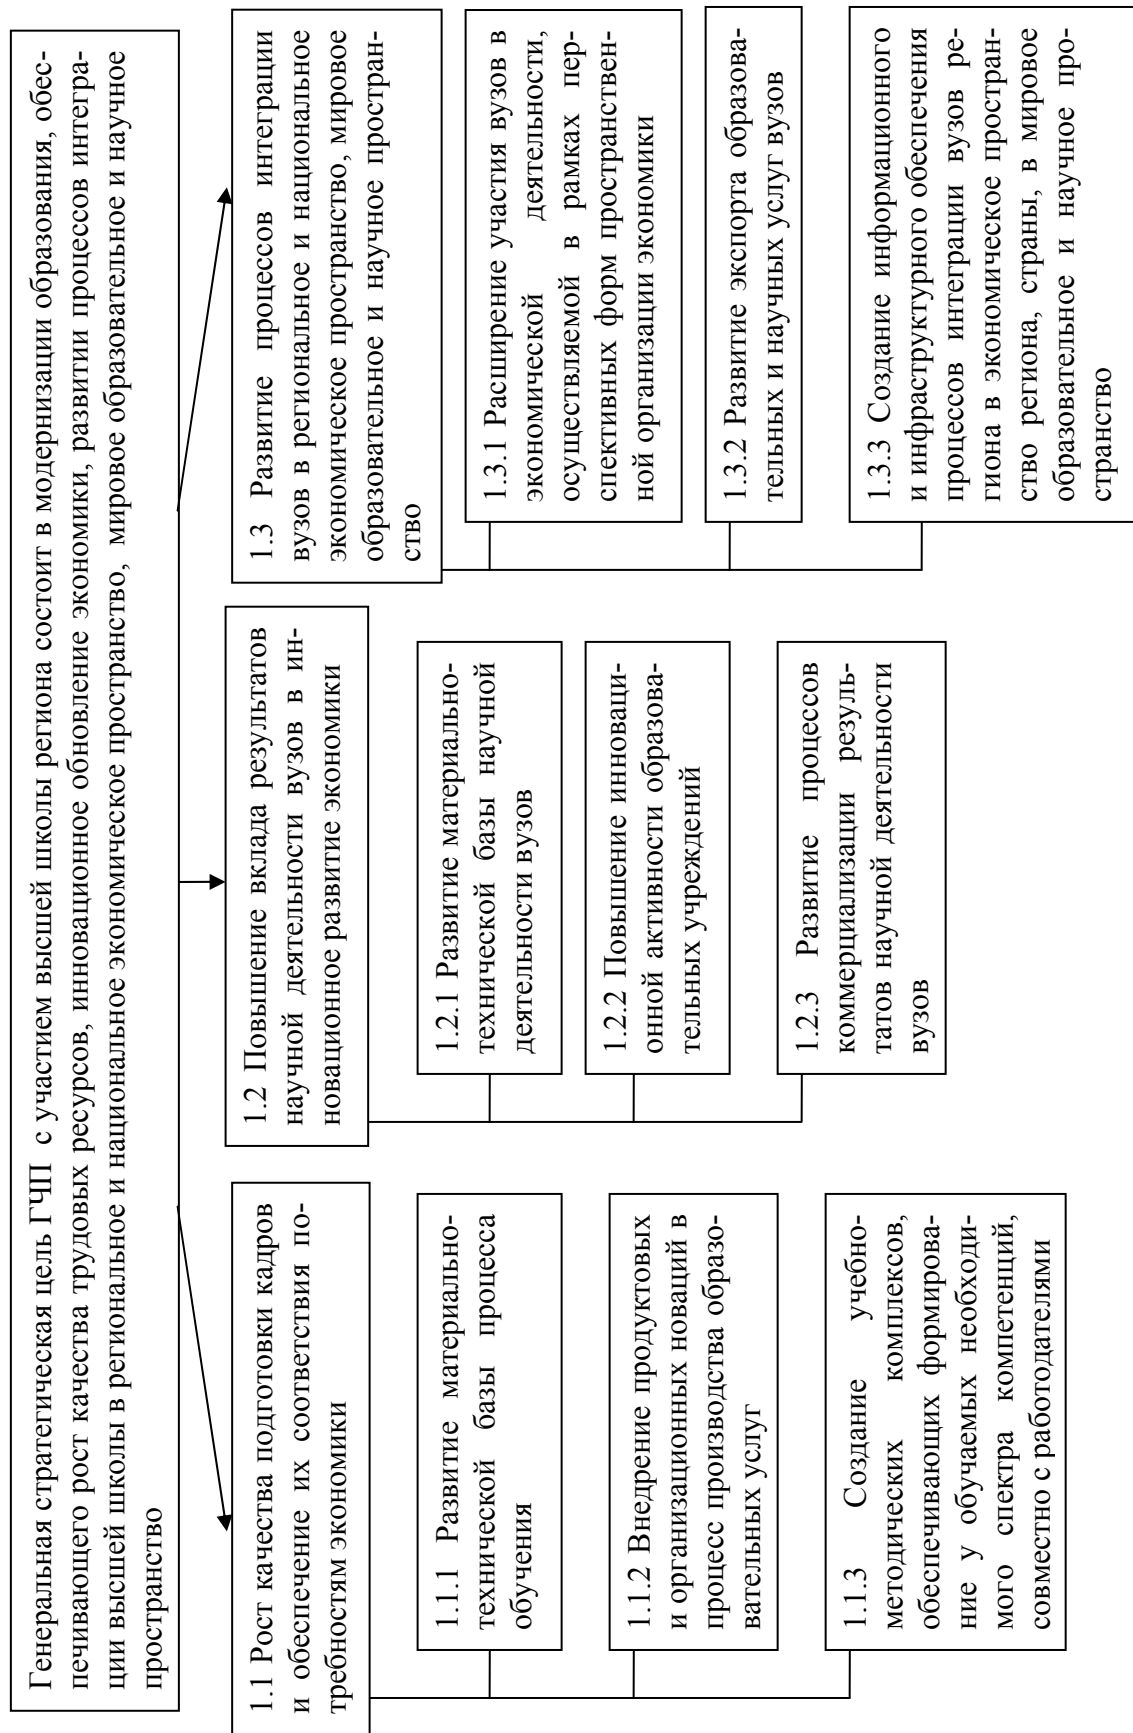 Генеральная стратегическая цель ГЧП с участием высшей школы региона состоит в модернизации образования, обес-
печивающего рост качества трудовых ресурсов, инновационное обновление экономики, развитии процессов интегра-
ции высшей школы в региональное и национальное экономическое пространство, мировое образовательное и научное
пространство
1.1 Рост качества подготовки кадров
и обеспечение их соответствия по-
требностям экономики
1.1.1 Развитие материально-
технической базы процесса
обучения
1.1.2 Внедрение продуктовых
и организационных новаций в
процесс производства образо-
вательных услуг
1.1.3 Создание учебно-
методических комплексов,
обеспечивающих формирова-
ние у обучаемых необходи-
мого спектра компетенций,
совместно с работодателями
1.2 Повышение вклада результатов
научной деятельности вузов в ин-
новационное развитие экономики
1.2.1 Развитие материально-
технической базы научной
деятельности вузов
1.2.2 Повышение инноваци-
онной активности образова-
тельных учреждений
1.2.3 Развитие процессов
коммерциализации резуль-
татов научной деятельности
вузов
1.3 Развитие процессов интеграции
вузов в региональное и национальное
экономическое пространство, мировое
образовательное и научное простран-
ство
1.3.1 Расширение участия вузов в
экономической деятельности,
осуществляемой в рамках пер-
спективных форм пространствен-
ной организации экономики
1.3.2 Развитие экспорта образова-
тельных и научных услуг вузов
1.3.3 Создание информационного
и инфраструктурного обеспечения
процессов интеграции вузов ре-
гиона в экономическое простран-
ство региона, страны, в мировое
образовательное и научное про-
странство